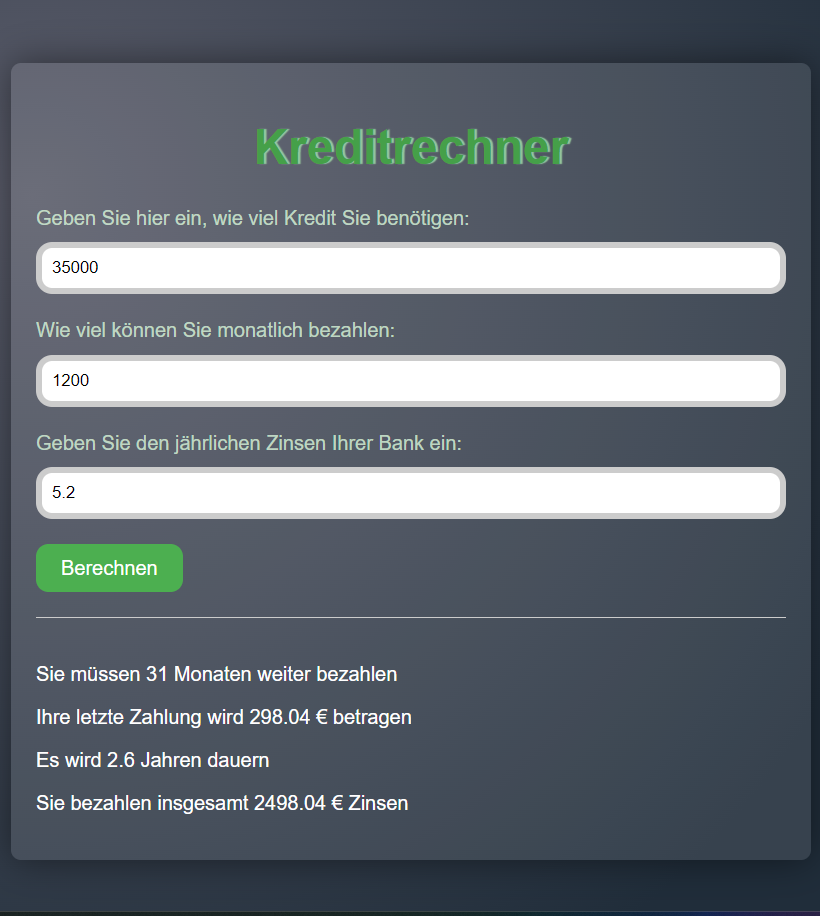 Kreditrechner
Geben Sie hier ein, wie viel Kredit Sie benötigen:
35000
Wie viel können Sie monatlich bezahlen:
1200
Geben Sie den jährlichen Zinsen Ihrer Bank ein:
5.2
Berechnen
Sie müssen 31 Monaten weiter bezahlen
Ihre letzte Zahlung wird 298.04 € betragen
Es wird 2.6 Jahren dauern
Sie bezahlen insgesamt 2498.04 € Zinsen